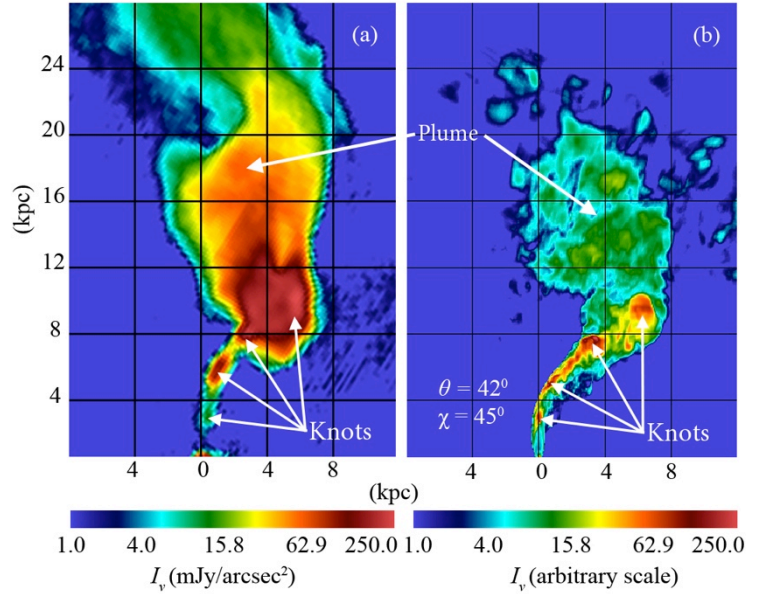 (a)
(b)
24
20
16
12
8
4
(kpc)
Plume
Knots
θ = 42⁰
χ = 45⁰
Knots
4 0 4 8
4 0 4 8
(kpc)
1.0 4.0 15.8 62.9 250.0
1.0 4.0 15.8 62.9 250.0
I_ν (mJy/arcsec²)
I_ν (arbitrary scale)